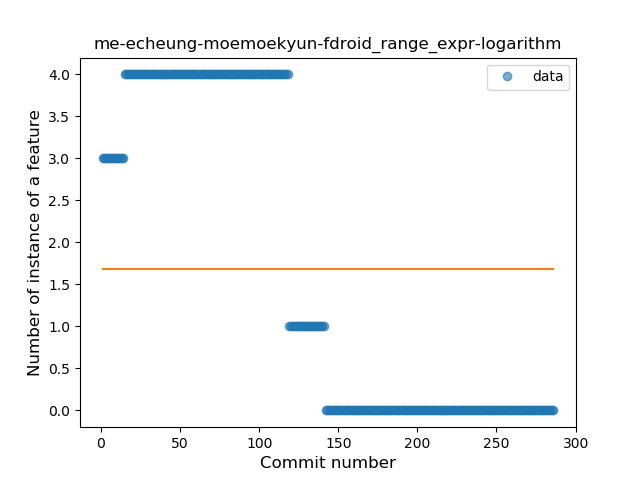 me-echeung-moemoekyun-fdroid_range_expr-logarithm
data
Number of instance of a feature
4.0
3.5
3.0
2.5
2.0
1.5
1.0
0.5
0.0
0 50 100 150 200 250 300
Commit number